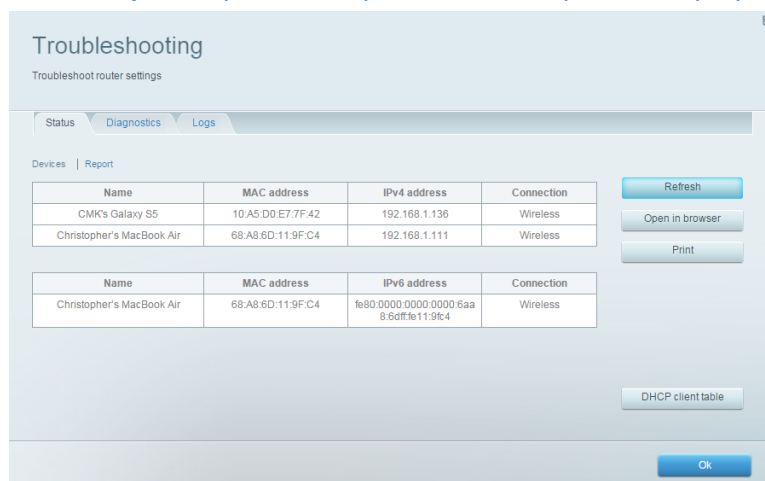 Troubleshooting
Troubleshoot router settings
Status Diagnostics Logs
Devices | Report
Name MAC address IPv4 address Connection
CMK's Galaxy S5 10:A5:D0:E7:7F:42 192.168.1.136 Wireless
Christopher's MacBook Air 68:A8:6D:11:9F:C4 192.168.1.111 Wireless
Refresh
Open in browser
Print
Name MAC address IPv6 address Connection
Christopher's MacBook Air 68:A8:6D:11:9F:C4 fe80:0000:0000:0000:6aa Wireless
8:6dff:fe11:9fc4
DHCP client table
Ok